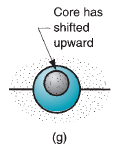 Core has
shifted
upward
(g)